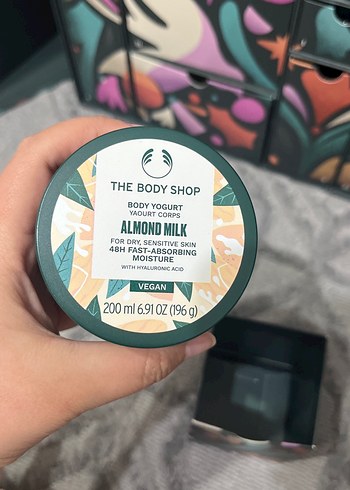 THE BODY SHOP
BODY YOGURT
YAOURT CORPS
ALMOND MILK
FOR DRY, SENSITIVE SKIN
48H FAST-ABSORBING
MOISTURE
WITH HYALURONIC ACID
VEGAN
200 ml 6.91 OZ (196 g)